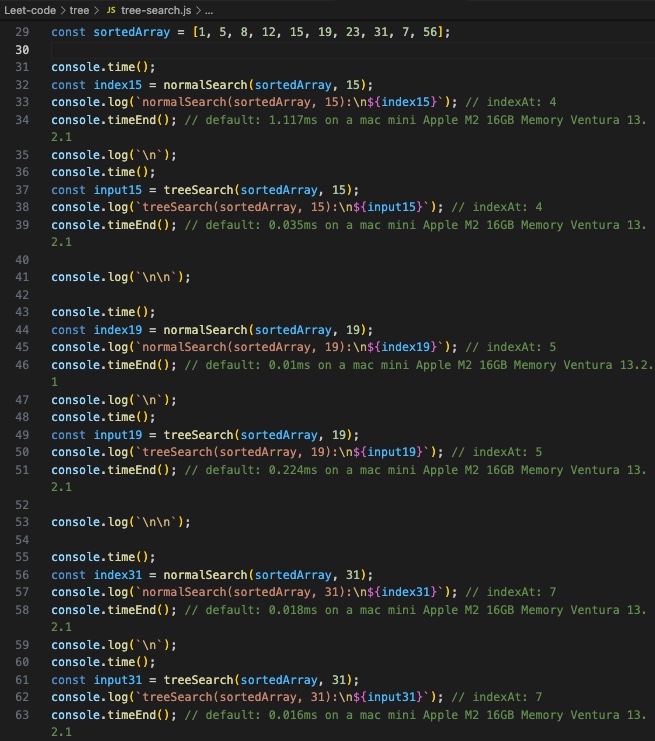 Leet-code > tree > JS tree-search.js > ...
29 const sortedArray = [1, 5, 8, 12, 15, 19, 23, 31, 7, 56];
30
31 console.time();
32 const index15 = normalSearch(sortedArray, 15);
33 console.log(`normalSearch(sortedArray, 15):\n${index15}`); // indexAt: 4
34 console.timeEnd(); // default: 1.117ms on a mac mini Apple M2 16GB Memory Ventura 13.
2.1
35 console.log(`\n`);
36 console.time();
37 const input15 = treeSearch(sortedArray, 15);
38 console.log(`treeSearch(sortedArray, 15):\n${input15}`); // indexAt: 4
39 console.timeEnd(); // default: 0.035ms on a mac mini Apple M2 16GB Memory Ventura 13.
2.1
40
41 console.log(`\n\n`);
42
43 console.time();
44 const index19 = normalSearch(sortedArray, 19);
45 console.log(`normalSearch(sortedArray, 19):\n${index19}`); // indexAt: 5
46 console.timeEnd(); // default: 0.01ms on a mac mini Apple M2 16GB Memory Ventura 13.2.
1
47 console.log(`\n`);
48 console.time();
49 const input19 = treeSearch(sortedArray, 19);
50 console.log(`treeSearch(sortedArray, 19):\n${input19}`); // indexAt: 5
51 console.timeEnd(); // default: 0.224ms on a mac mini Apple M2 16GB Memory Ventura 13.
2.1
52
53 console.log(`\n\n`);
54
55 console.time();
56 const index31 = normalSearch(sortedArray, 31);
57 console.log(`normalSearch(sortedArray, 31):\n${index31}`); // indexAt: 7
58 console.timeEnd(); // default: 0.018ms on a mac mini Apple M2 16GB Memory Ventura 13.
2.1
59 console.log(`\n`);
60 console.time();
61 const input31 = treeSearch(sortedArray, 31);
62 console.log(`treeSearch(sortedArray, 31):\n${input31}`); // indexAt: 7
63 console.timeEnd(); // default: 0.016ms on a mac mini Apple M2 16GB Memory Ventura 13.
2.1